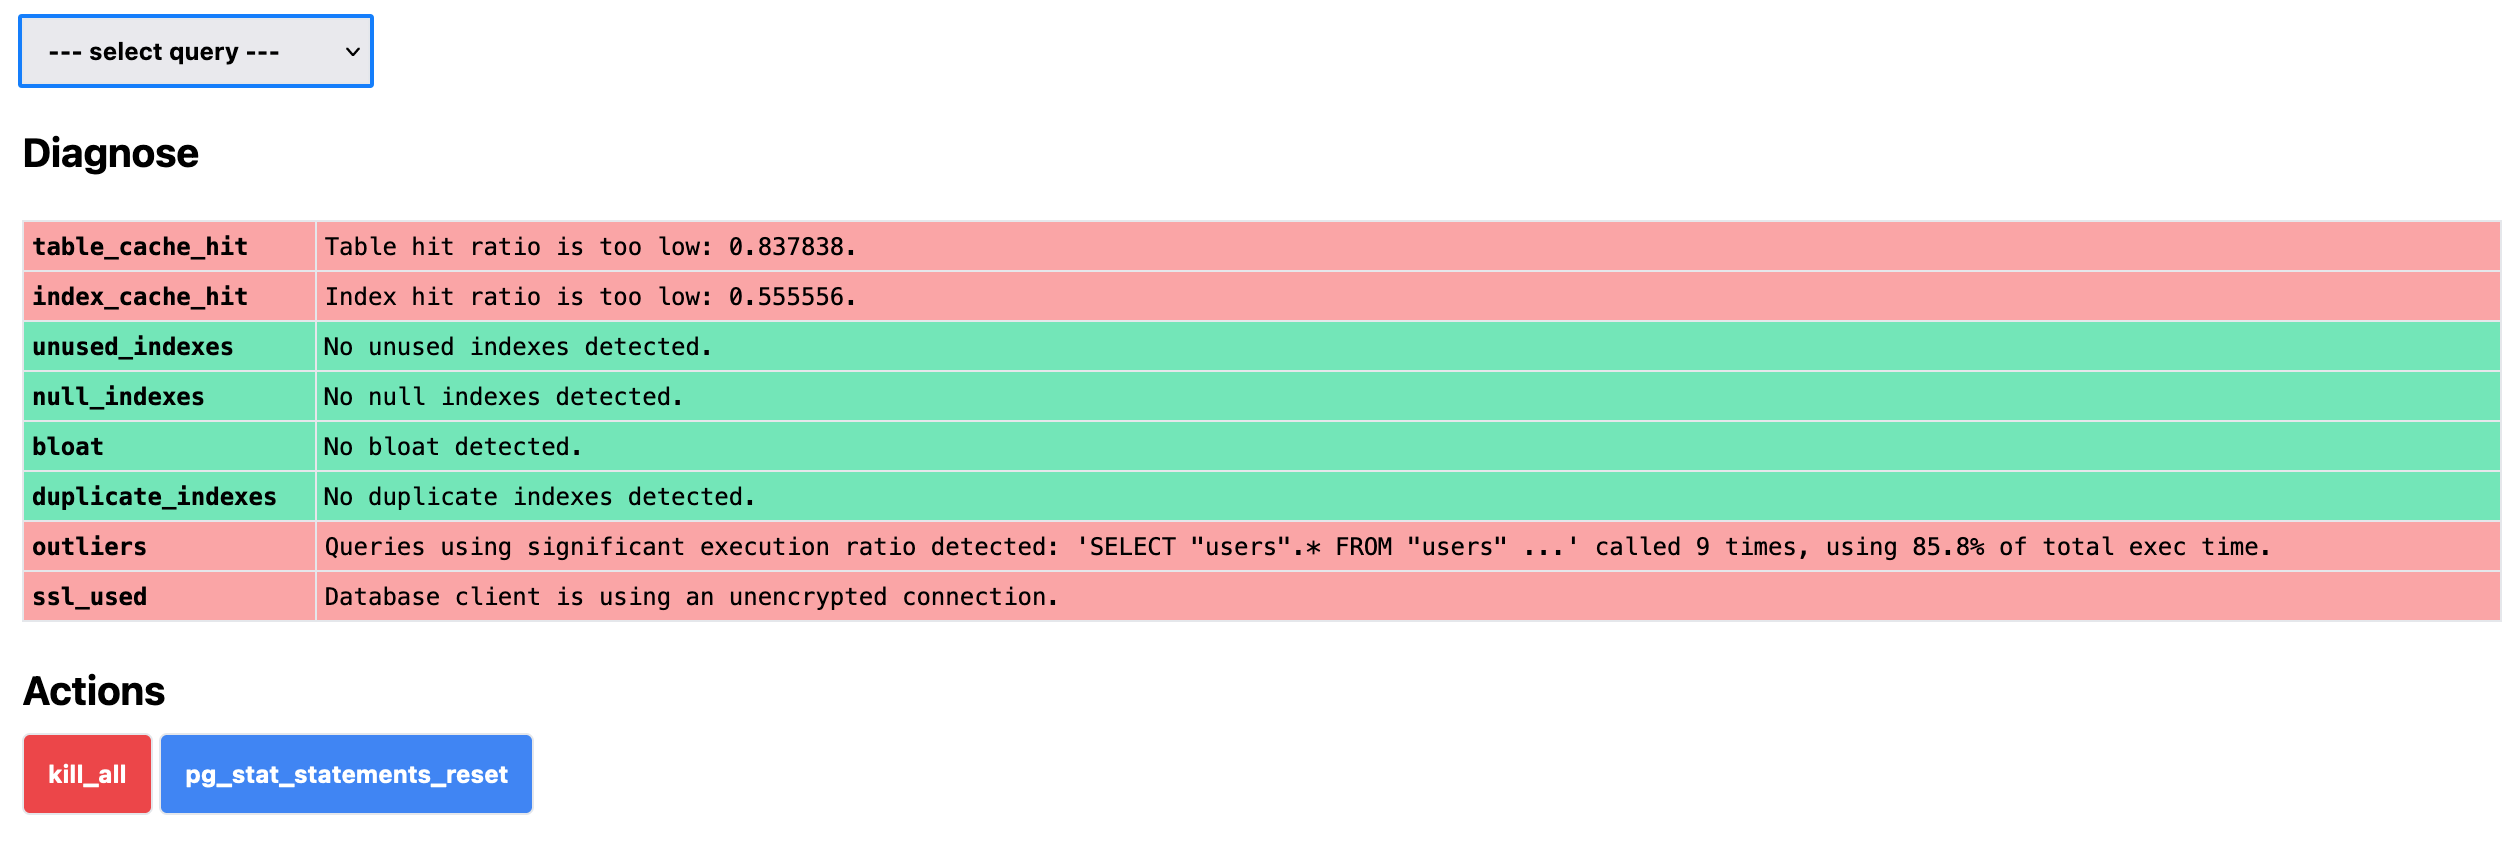 --- select query ---
Diagnose
table_cache_hit Table hit ratio is too low: 0.837838.
index_cache_hit Index hit ratio is too low: 0.555556.
unused_indexes No unused indexes detected.
null_indexes No null indexes detected.
bloat No bloat detected.
duplicate_indexes No duplicate indexes detected.
outliers Queries using significant execution ratio detected: 'SELECT "users".* FROM "users" ...' called 9 times, using 85.8% of total exec time.
ssl_used Database client is using an unencrypted connection.
Actions
kill_all pg_stat_statements_reset